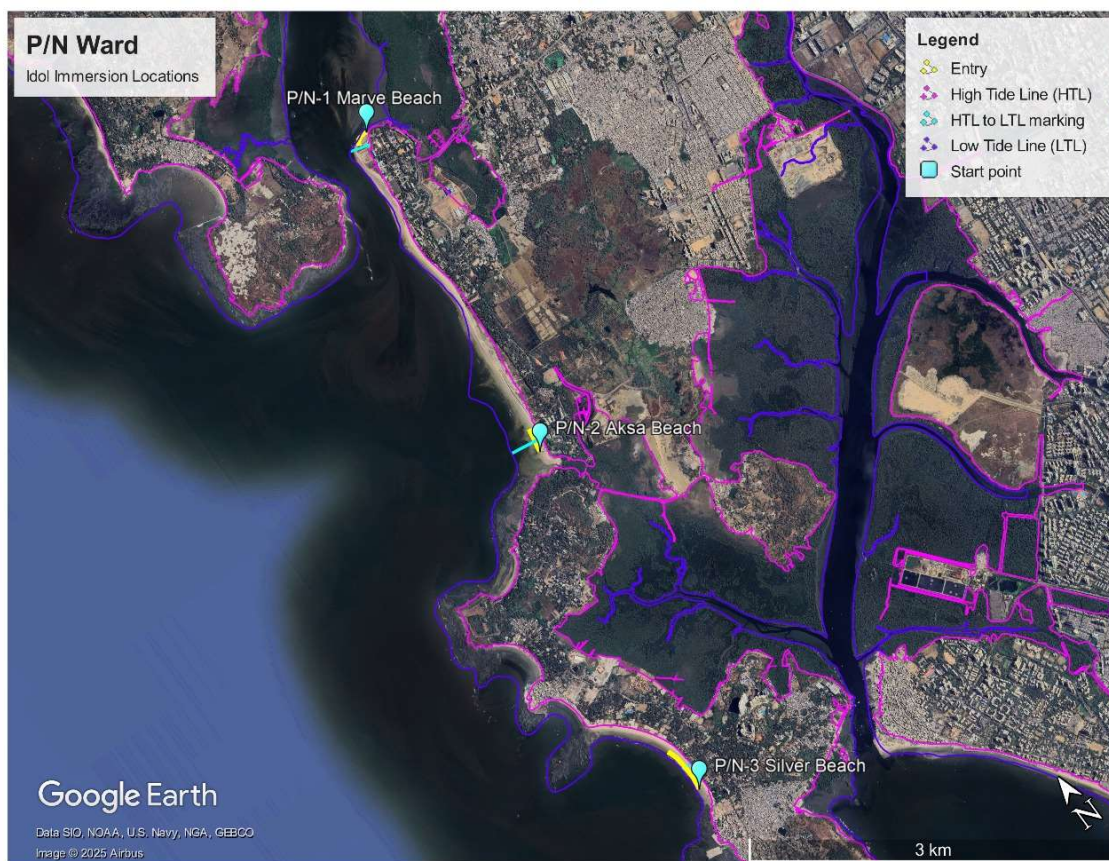 P/N Ward
Idol Immersion Locations
P/N-1 Marve Beach
Legend
Entry
High Tide Line (HTL)
HTL to LTL marking
Low Tide Line (LTL)
Start point
P/N-2 Aksa Beach
P/N-3 Silver Beach
Google Earth
Data SIO, NOAA, U.S. Navy, NGA, GEBCO
Image © 2025 Airbus
N
3 km